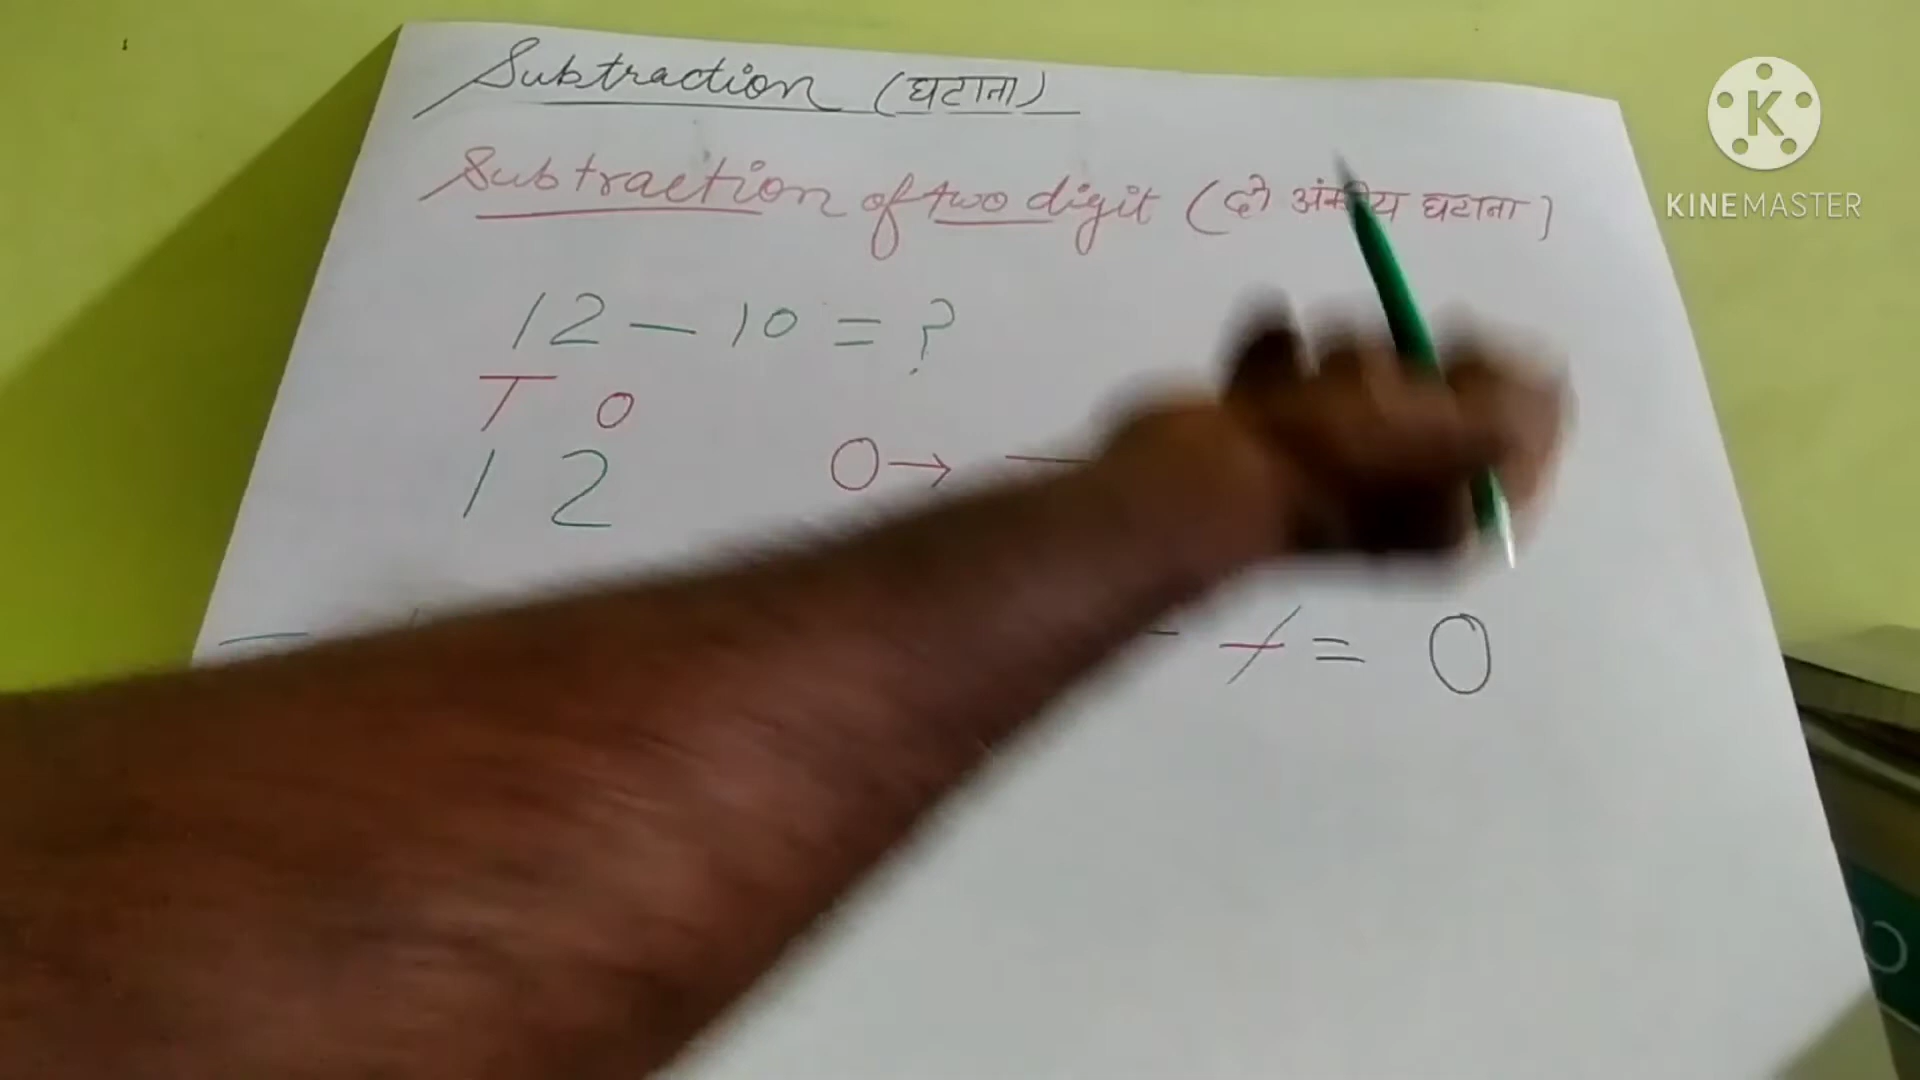 Subtraction (घटाना)
Subtraction of two digit (दो अंकीय घटाना)
12 - 10 = ?
T O
1 2 O →
= 0
KINEMASTER